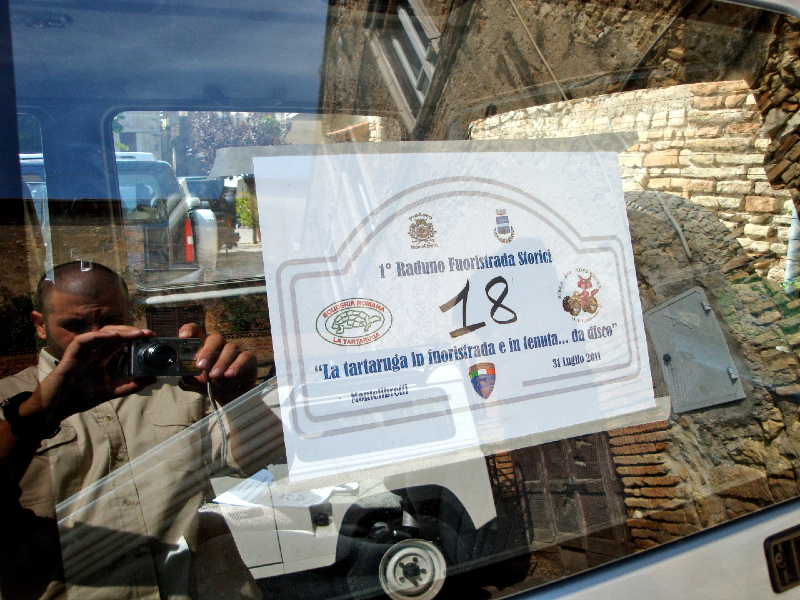 1° Raduno Fuoristrada Storici
18
SCUDERIA ROMANA
LA TARTARUGA
"La tartaruga in fuoristrada e in tenuta... da disco"
31 Luglio 2011
Montelibretti